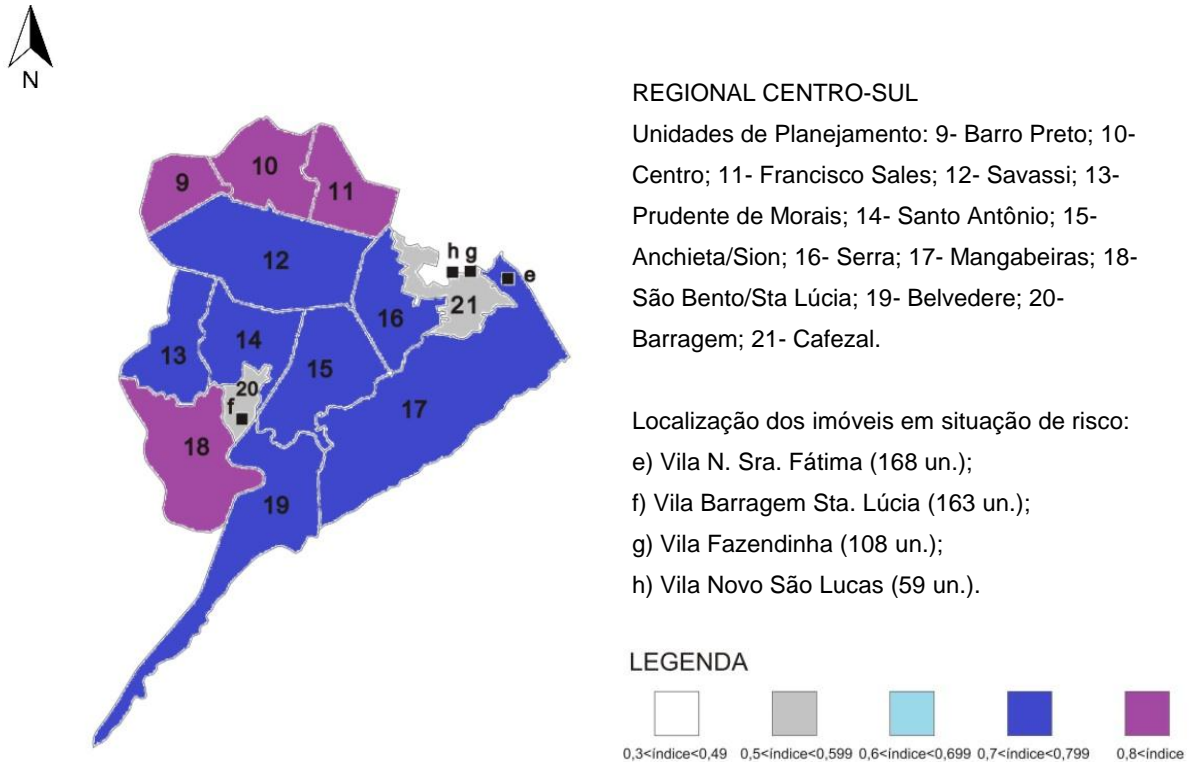 N
REGIONAL CENTRO-SUL
Unidades de Planejamento: 9- Barro Preto; 10-
Centro; 11- Francisco Sales; 12- Savassi; 13-
Prudente de Morais; 14- Santo Antônio; 15-
Anchieta/Sion; 16- Serra; 17- Mangabeiras; 18-
São Bento/Sta Lúcia; 19- Belvedere; 20-
Barragem; 21- Cafezal.
Localização dos imóveis em situação de risco:
e) Vila N. Sra. Fátima (168 un.);
f) Vila Barragem Sta. Lúcia (163 un.);
g) Vila Fazendinha (108 un.);
h) Vila Novo São Lucas (59 un.).
9
10
11
12
h g
e
21
16
13
14
15
20
f
17
18
19
LEGENDA
0,3<índice<0,49 0,5<índice<0,599 0,6<índice<0,699 0,7<índice<0,799 0,8<índice